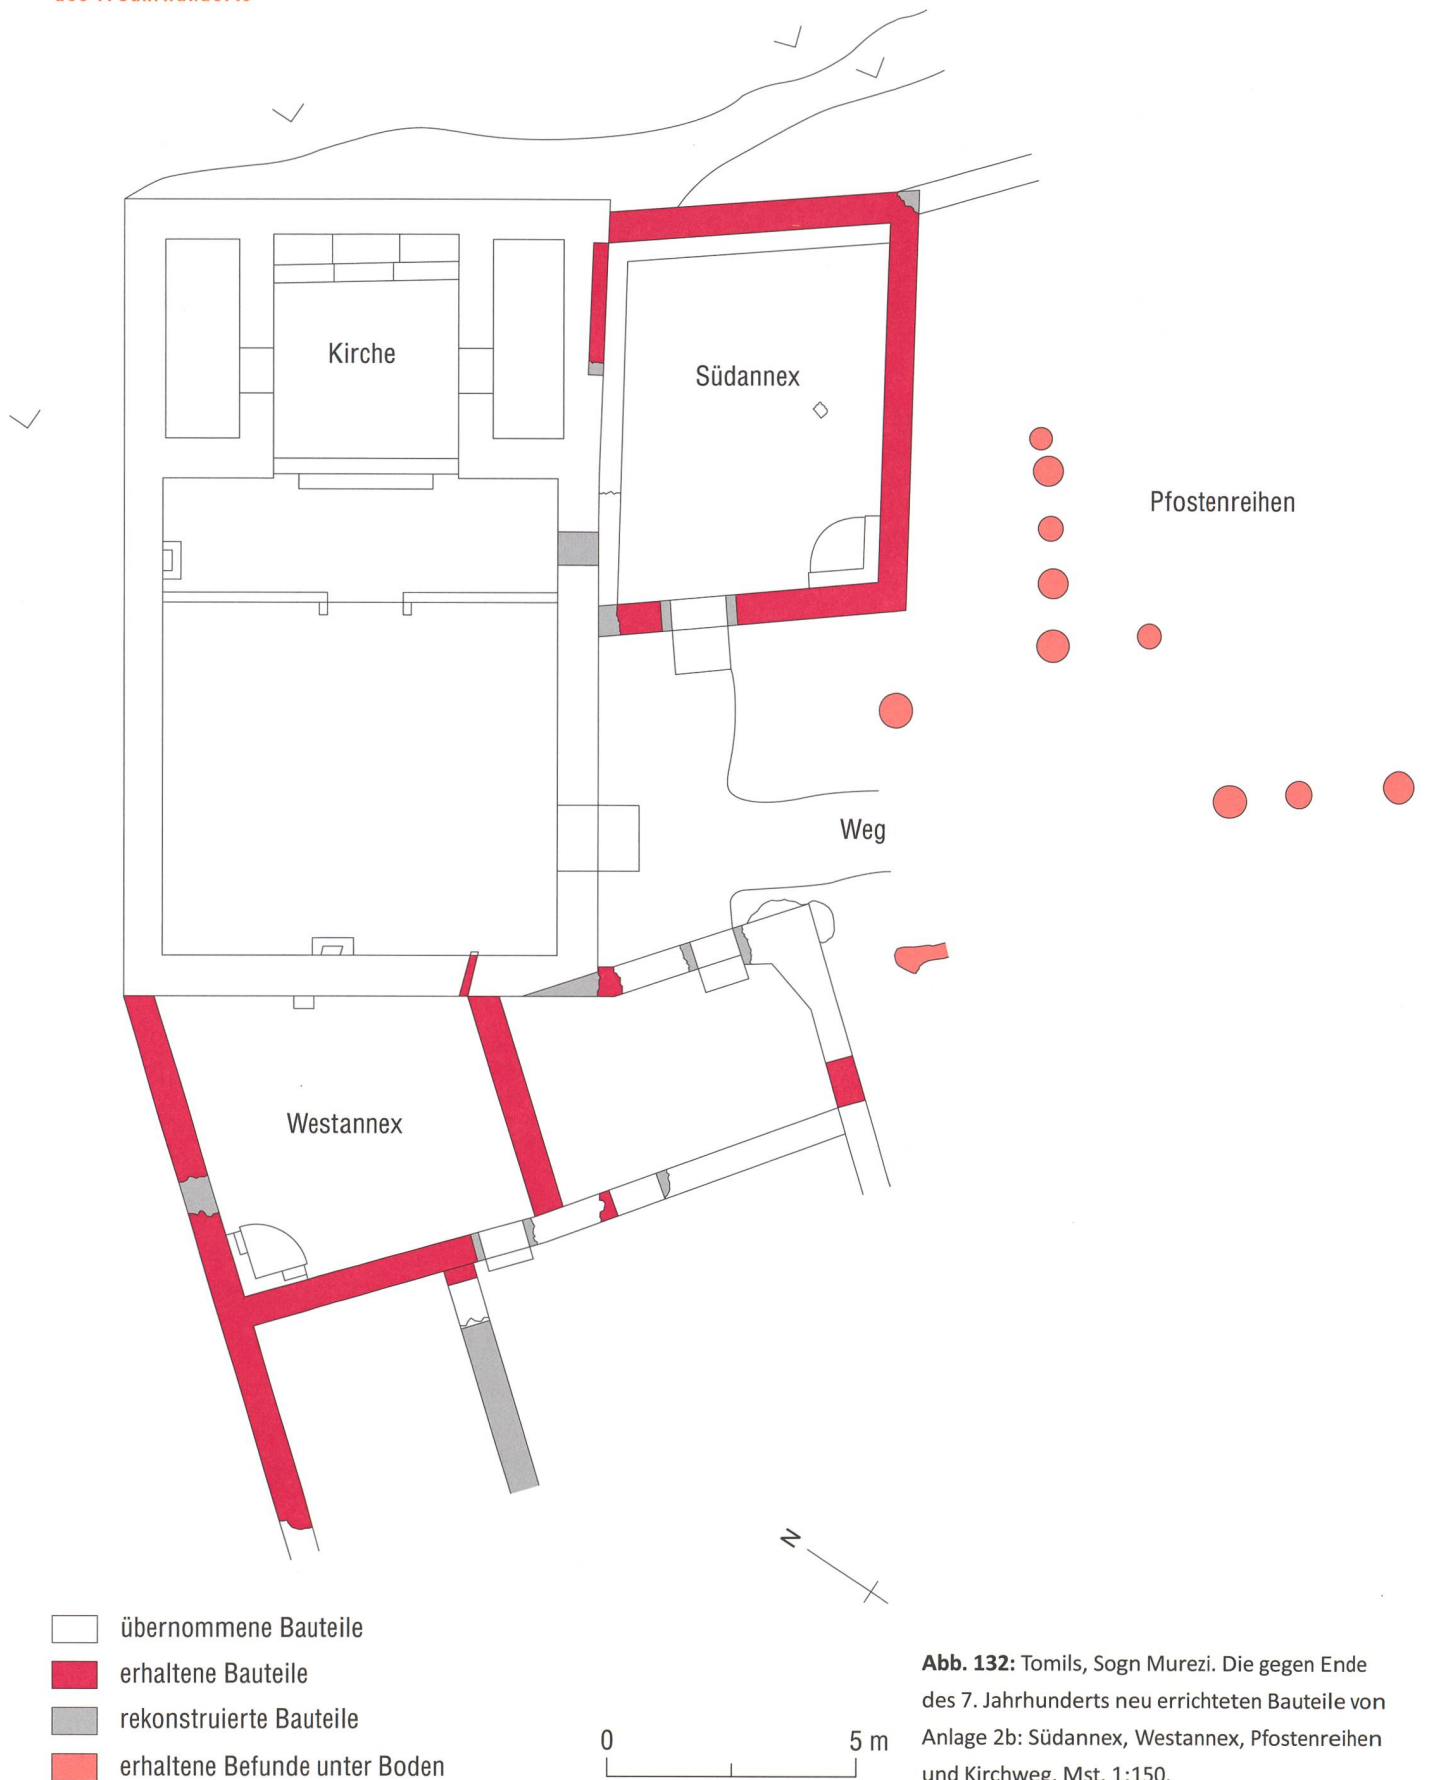 Kirche
Südannex
Pfostenreihen
Weg
Westannex
N
übernommene Bauteile
erhaltene Bauteile
rekonstruierte Bauteile
erhaltene Befunde unter Boden
0 5 m
Abb. 132: Tomils, Sogn Murezi. Die gegen Ende
des 7. Jahrhunderts neu errichteten Bauteile von
Anlage 2b: Südannex, Westannex, Pfostenreihen
und Kirchweg. Mst. 1:150.